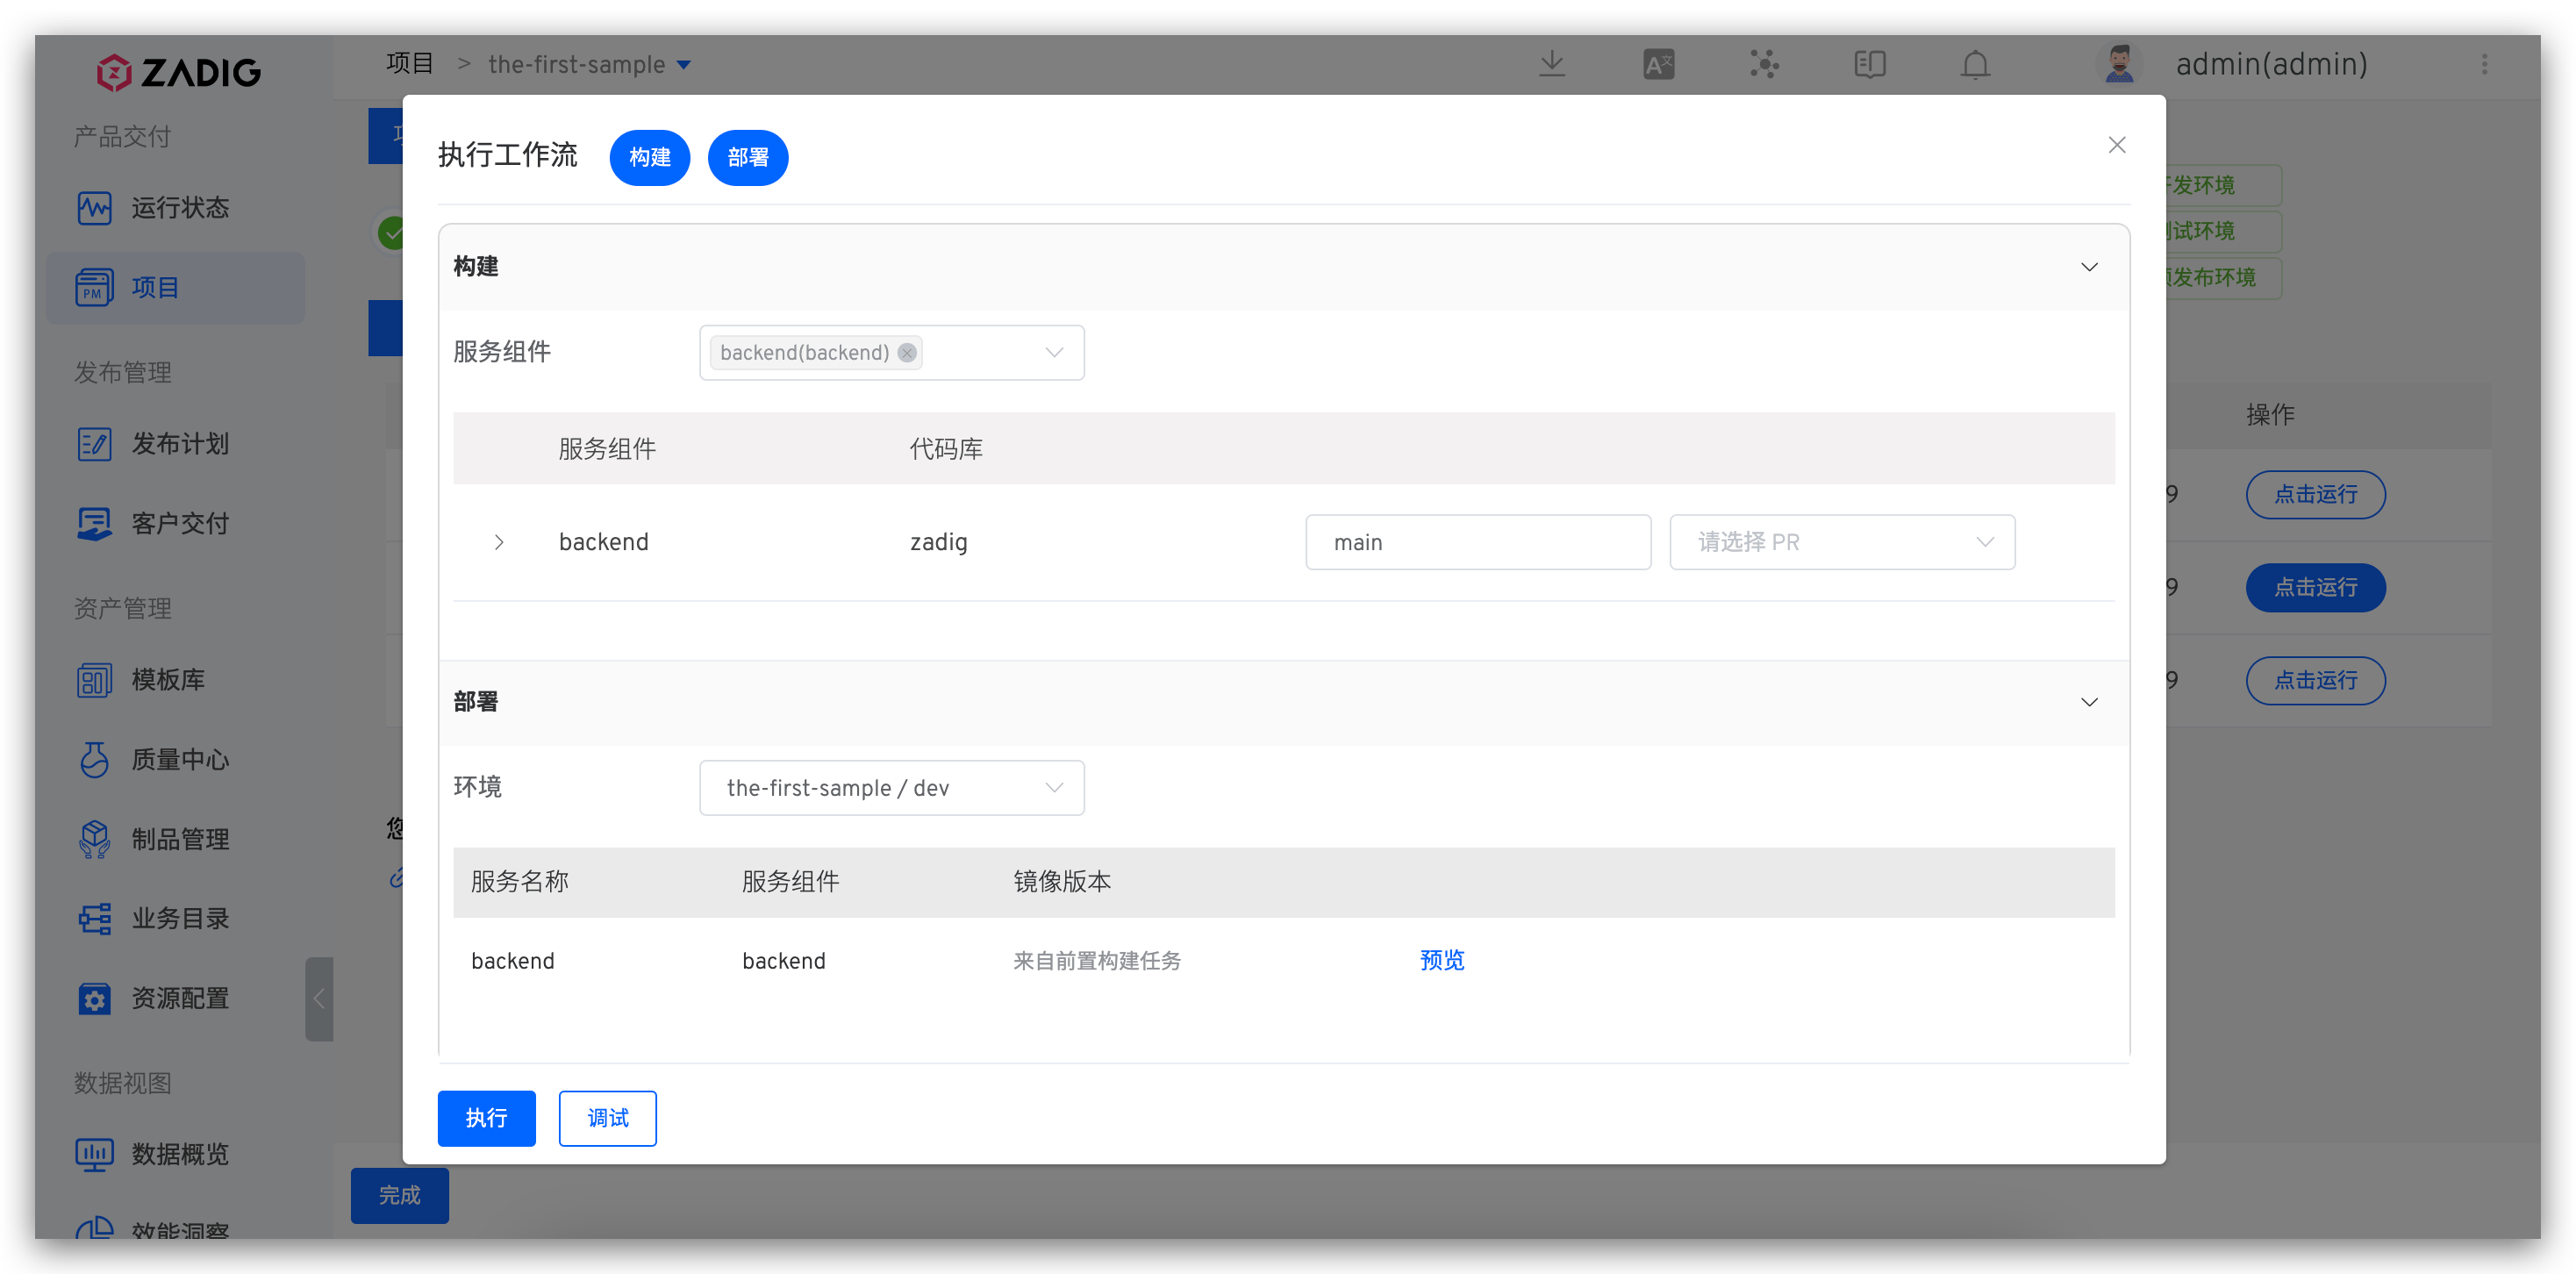 ZADIG
项目 > the-first-sample
admin(admin)
产品交付
运行状态
项目
发布管理
发布计划
客户交付
资产管理
模板库
质量中心
制品管理
业务目录
资源配置
数据视图
数据概览
效能洞察
执行工作流 构建 部署
构建
服务组件 backend(backend)
服务组件 代码库
backend zadig main 请选择 PR
部署
环境 the-first-sample / dev
服务名称 服务组件 镜像版本
backend backend 来自前置构建任务 预览
执行 调试
发环境
试环境
发布环境
操作
9 点击运行
9 点击运行
9 点击运行
您
完成